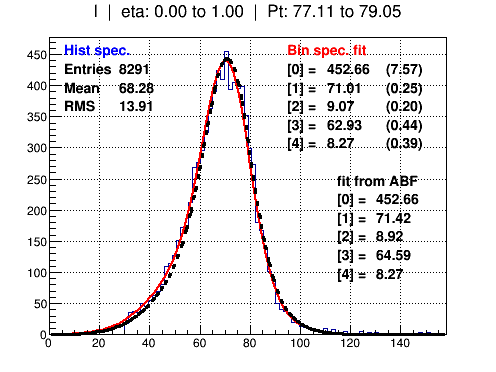 I | eta: 0.00 to 1.00 | Pt: 77.11 to 79.05
Hist spec.
Entries 8291
Mean 68.28
RMS 13.91
Bin spec. fit
[0] = 452.66 (7.57)
[1] = 71.01 (0.25)
[2] = 9.07 (0.20)
[3] = 62.93 (0.44)
[4] = 8.27 (0.39)
fit from ABF
[0] = 452.66
[1] = 71.42
[2] = 8.92
[3] = 64.59
[4] = 8.27
450
400
350
300
250
200
150
100
50
0
0 20 40 60 80 100 120 140